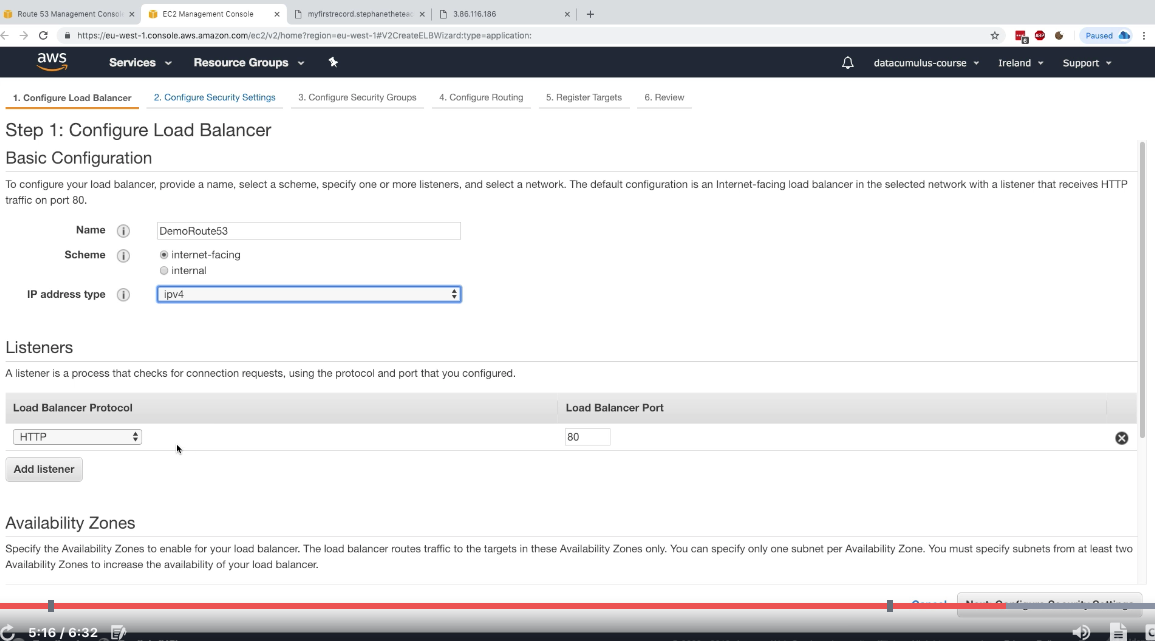 Route 53 Management Consol
EC2 Management Console
myfirstrecord.stephanetheteac
3.86.116.186
https://eu-west-1.console.aws.amazon.com/ec2/v2/home?region=eu-west-1#V2CreateELBWizard:type=application:
6
ABP
Paused
aws
Services
Resource Groups
datacumulus-course
Ireland
Support
1. Configure Load Balancer
2. Configure Security Settings
3. Configure Security Groups
4. Configure Routing
5. Register Targets
6. Review
Step 1: Configure Load Balancer
Basic Configuration
To configure your load balancer, provide a name, select a scheme, specify one or more listeners, and select a network. The default configuration is an Internet-facing load balancer in the selected network with a listener that receives HTTP
traffic on port 80.
Name
DemoRoute53
Scheme
internet-facing
internal
IP address type
ipv4
Listeners
A listener is a process that checks for connection requests, using the protocol and port that you configured.
Load Balancer Protocol
Load Balancer Port
HTTP
80
Add listener
Availability Zones
Specify the Availability Zones to enable for your load balancer. The load balancer routes traffic to the targets in these Availability Zones only. You can specify only one subnet per Availability Zone. You must specify subnets from at least two
Availability Zones to increase the availability of your load balancer.
Cancel
Next: Configure Security Settings
5:16 / 6:32